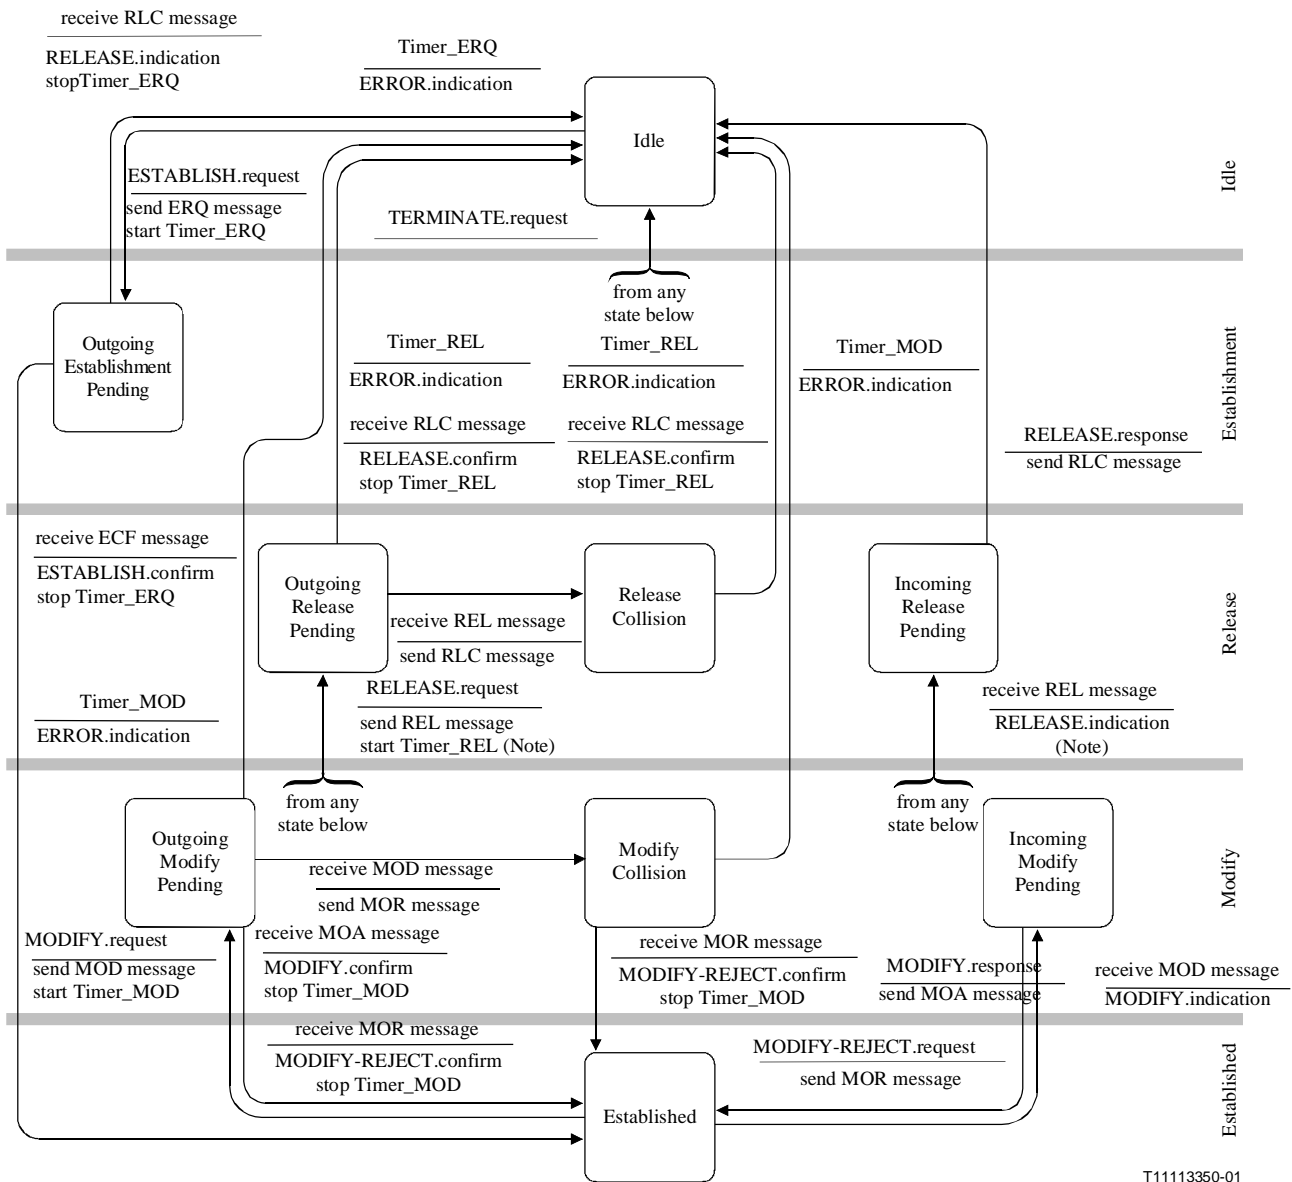 receive RLC message
RELEASE.indication
stopTimer_ERQ
Timer_ERQ
ERROR.indication
Idle
Idle
ESTABLISH.request
send ERQ message
start Timer_ERQ
TERMINATE.request
from any
state below
Outgoing
Establishment
Pending
Timer_REL
ERROR.indication
receive RLC message
RELEASE.confirm
stop Timer_REL
Timer_REL
ERROR.indication
receive RLC message
RELEASE.confirm
stop Timer_REL
Timer_MOD
ERROR.indication
RELEASE.response
send RLC message
Establishment
receive ECF message
ESTABLISH.confirm
stop Timer_ERQ
Outgoing
Release
Pending
receive REL message
send RLC message
Release
Collision
Incoming
Release
Pending
Release
Timer_MOD
ERROR.indication
RELEASE.request
send REL message
start Timer_REL (Note)
receive REL message
RELEASE.indication
(Note)
from any
state below
from any
state below
Outgoing
Modify
Pending
receive MOD message
send MOR message
Modify
Collision
Incoming
Modify
Pending
Modify
MODIFY.request
send MOD message
start Timer_MOD
receive MOA message
MODIFY.confirm
stop Timer_MOD
receive MOR message
MODIFY-REJECT.confirm
stop Timer_MOD
MODIFY.response
send MOA message
receive MOD message
MODIFY.indication
receive MOR message
MODIFY-REJECT.confirm
stop Timer_MOD
Established
MODIFY-REJECT.request
send MOR message
Established
T11113350-01